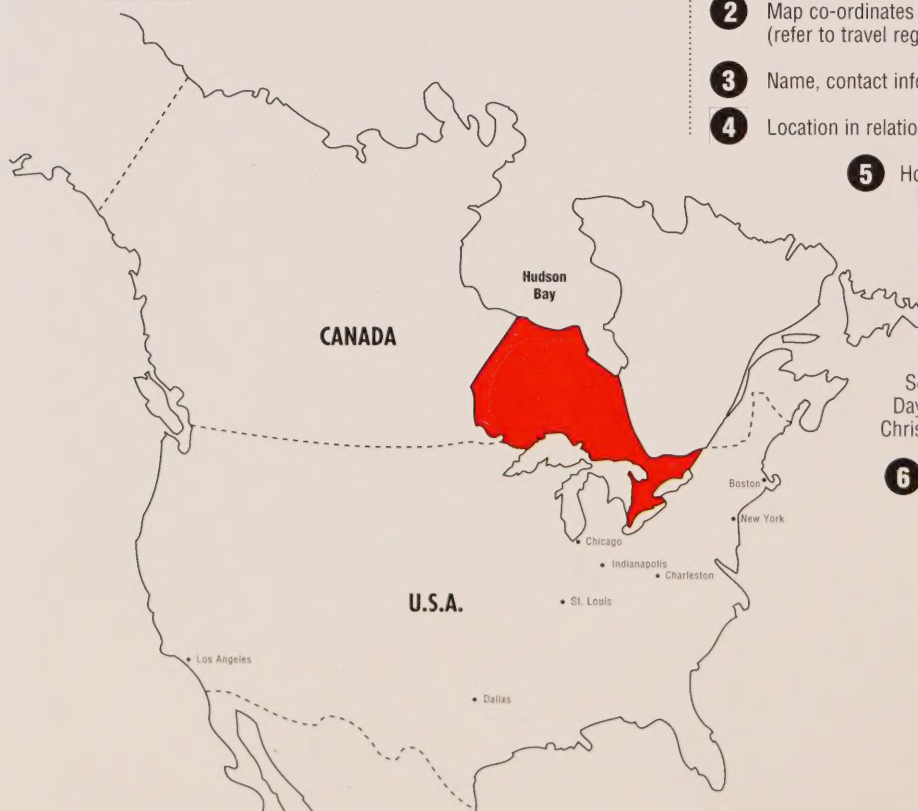 2 Map co-ordinates
(refer to travel reg
3 Name, contact info
4 Location in relatio
5 Ho
Hudson
Bay
CANADA
Day
Chris
6
Boston
New York
Chicago
Indianapolis
Charleston
U.S.A.
St. Louis
Los Angeles
Dallas